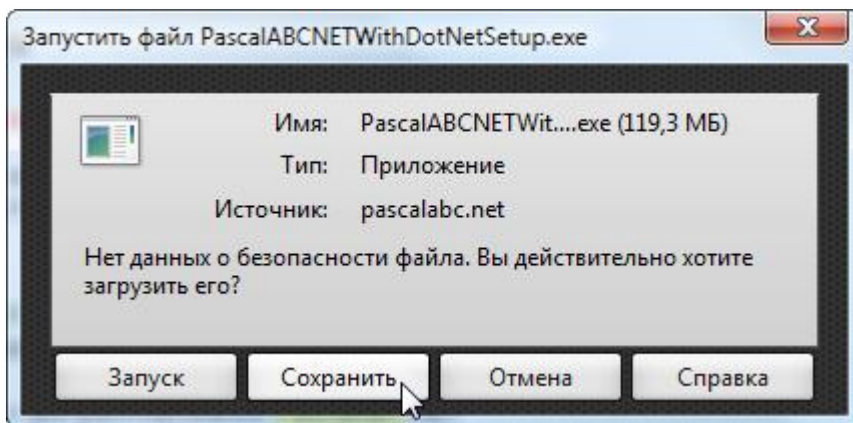 Запустить файл PascalABCNETWithDotNetSetup.exe
Имя: PascalABCNETWit....exe (119,3 МБ)
Тип: Приложение
Источник: pascalabc.net
Нет данных о безопасности файла. Вы действительно хотите
загрузить его?
Запуск Сохранить Отмена Справка